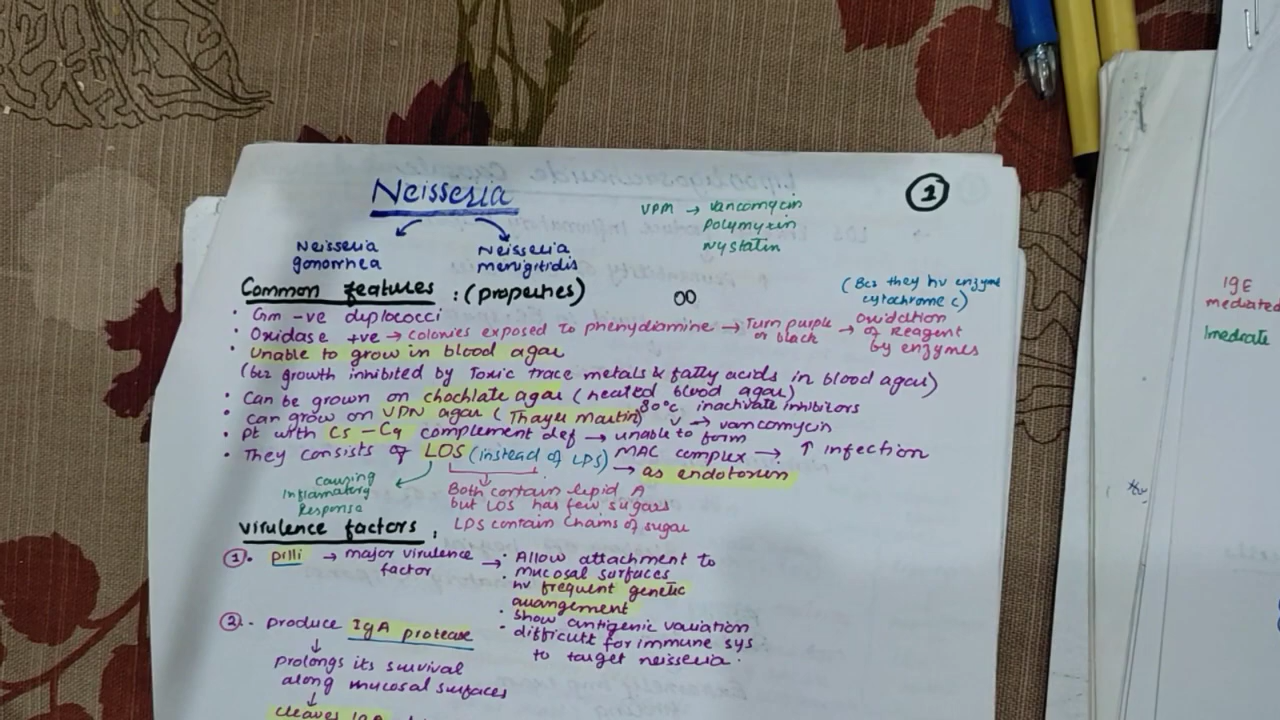 Neisseria
①
VPM → vancomycin
polymyxin
nystatin
Neisseria gonorrhea
Neisseria menigitidis
Common features : (properties)
(Bcz they hv enzyme cytochrome c)
• Gm -ve diplococci
• Oxidase +ve → colonies exposed to phenydiamine → Turn purple or black → oxidation of Reagent by enzymes
• Unable to grow in blood agar
(bcz growth inhibited by Toxic trace metals & fatty acids in blood agar)
• Can be grown on chochlate agar (heated blood agar)
80°c inactivate inhibitors
• can grow on VPN agar (Thayer Martin) V → vancomycin
• pt with C5 - C9 complement def → unable to form MAC complex → ↑ infection
• They consists of LOS (instead of LPS) → as endotoxin
causing Inflamatory Response
Both contain lipid A
but LOS has few sugars
LPS contain Chains of sugar
virulence factors :
①. pilli → major virulence factor → • Allow attachment to
mucosal surfaces
hv frequent genetic
arrangement
• show antigenic variation
• difficult for immune sys
to target neisseria.
②. produce IgA protease
↓
prolongs its survival
along mucosal surfaces
↓
cleaves IgA
IgE
mediated
Imediate